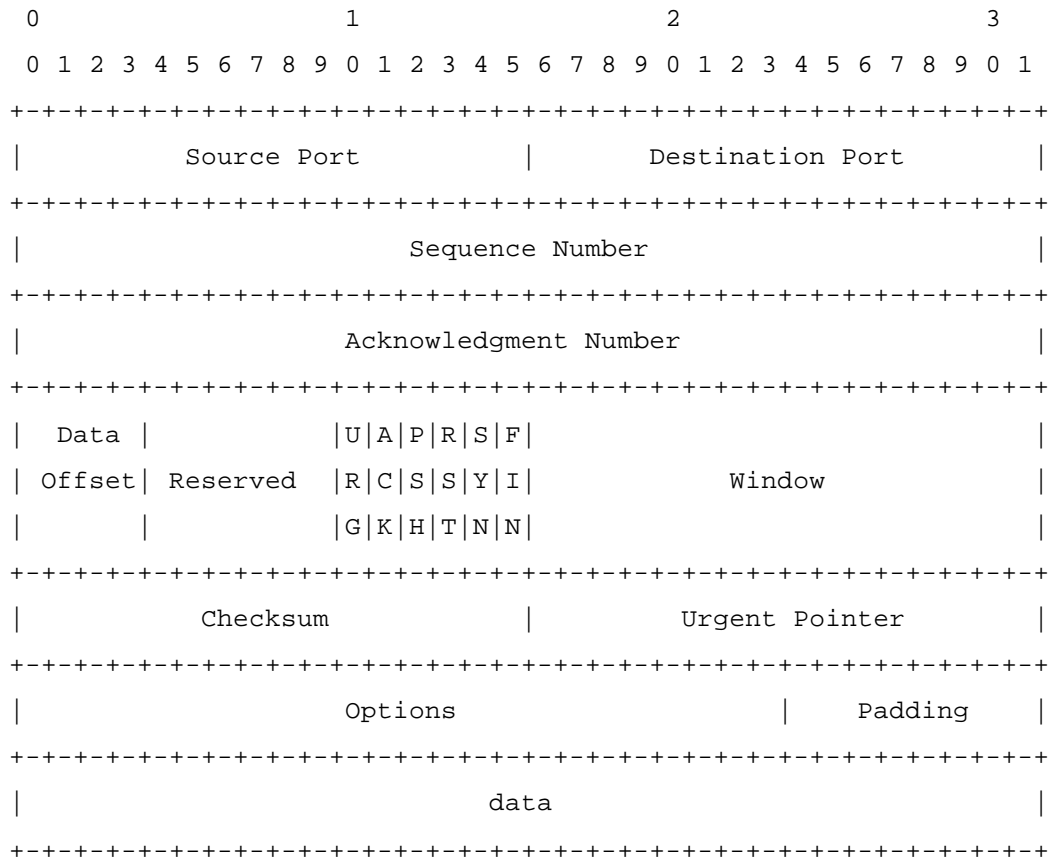 0                   1                   2                   3
 0 1 2 3 4 5 6 7 8 9 0 1 2 3 4 5 6 7 8 9 0 1 2 3 4 5 6 7 8 9 0 1
+-+-+-+-+-+-+-+-+-+-+-+-+-+-+-+-+-+-+-+-+-+-+-+-+-+-+-+-+-+-+-+-+
|          Source Port          |       Destination Port        |
+-+-+-+-+-+-+-+-+-+-+-+-+-+-+-+-+-+-+-+-+-+-+-+-+-+-+-+-+-+-+-+-+
|                        Sequence Number                        |
+-+-+-+-+-+-+-+-+-+-+-+-+-+-+-+-+-+-+-+-+-+-+-+-+-+-+-+-+-+-+-+-+
|                    Acknowledgment Number                      |
+-+-+-+-+-+-+-+-+-+-+-+-+-+-+-+-+-+-+-+-+-+-+-+-+-+-+-+-+-+-+-+-+
|  Data |           |U|A|P|R|S|F|                               |
| Offset| Reserved  |R|C|S|S|Y|I|            Window             |
|       |           |G|K|H|T|N|N|                               |
+-+-+-+-+-+-+-+-+-+-+-+-+-+-+-+-+-+-+-+-+-+-+-+-+-+-+-+-+-+-+-+-+
|           Checksum            |         Urgent Pointer        |
+-+-+-+-+-+-+-+-+-+-+-+-+-+-+-+-+-+-+-+-+-+-+-+-+-+-+-+-+-+-+-+-+
|                    Options                    |    Padding    |
+-+-+-+-+-+-+-+-+-+-+-+-+-+-+-+-+-+-+-+-+-+-+-+-+-+-+-+-+-+-+-+-+
|                             data                              |
+-+-+-+-+-+-+-+-+-+-+-+-+-+-+-+-+-+-+-+-+-+-+-+-+-+-+-+-+-+-+-+-+